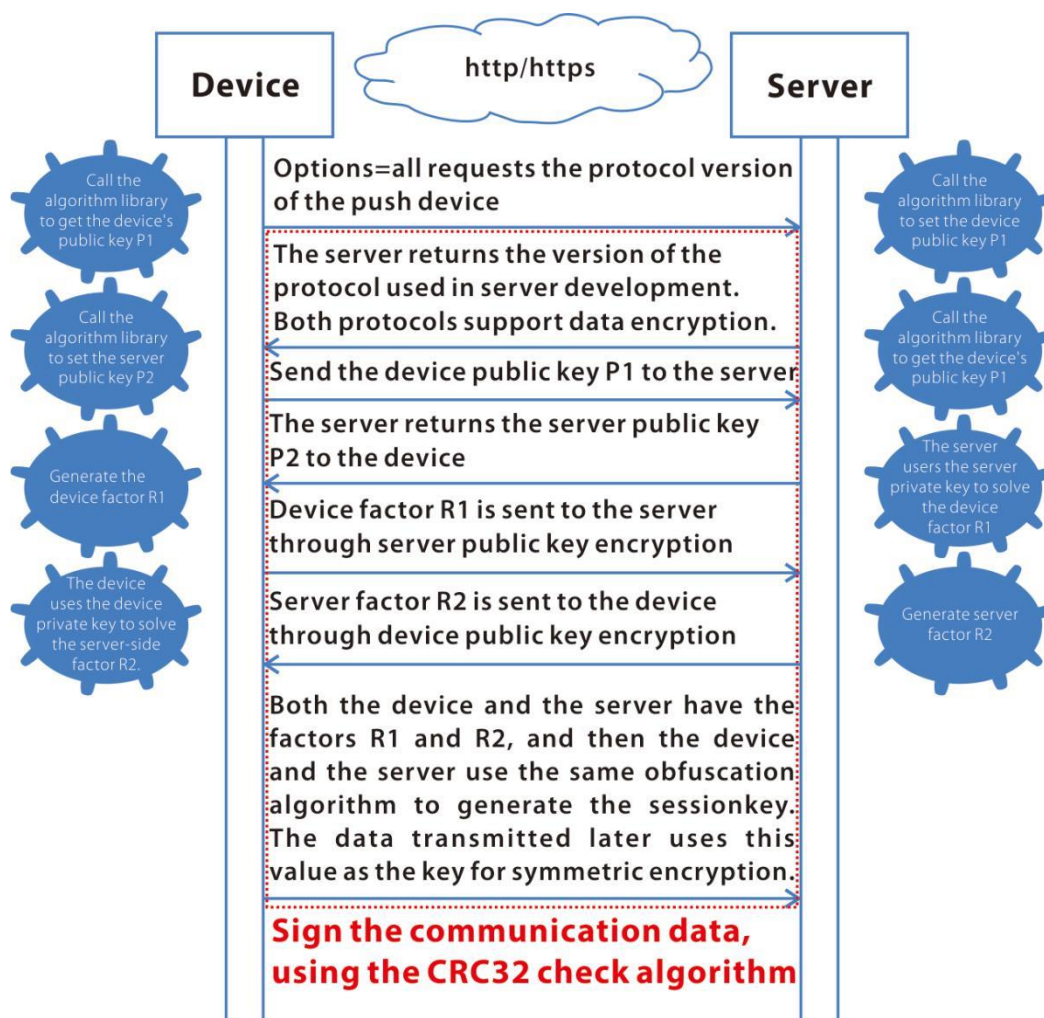 http/https
Device
Server
Options=all requests the protocol version
of the push device
Call the
algorithm library
to get the device's
public key P1
Call the
algorithm library
to set the device
public key P1
The server returns the version of the
protocol used in server development.
Both protocols support data encryption.
Call the
algorithm library
to set the server
public key P2
Call the
algorithm library
to get the device's
public key P1
Send the device public key P1 to the server
The server returns the server public key
P2 to the device
Generate the
device factor R1
The server
users the server
private key to solve
the device
factor R1
Device factor R1 is sent to the server
through server public key encryption
The device
uses the device
private key to solve
the server-side
factor R2.
Server factor R2 is sent to the device
through device public key encryption
Generate server
factor R2
Both the device and the server have the
factors R1 and R2, and then the device
and the server use the same obfuscation
algorithm to generate the sessionkey.
The data transmitted later uses this
value as the key for symmetric encryption.
Sign the communication data,
using the CRC32 check algorithm